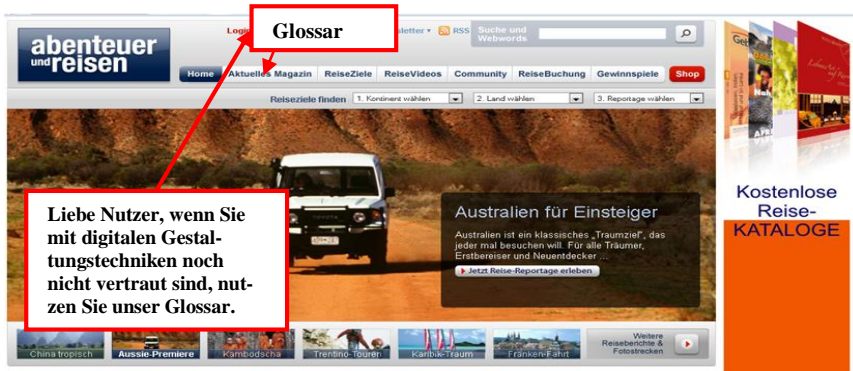 Login
Glossar
sletter
RSS
Suche und
Webwords
abenteuer
und reisen
Home
Aktuelles Magazin
ReiseZiele
ReiseVideos
Community
ReiseBuchung
Gewinnspiele
Shop
Reiseziele finden
1. Kontinent wählen
2. Land wählen
3. Reportage wählen
Liebe Nutzer, wenn Sie
mit digitalen Gestal-
tungstechniken noch
nicht vertraut sind, nut-
zen Sie unser Glossar.
Australien für Einsteiger
Australien ist ein klassisches „Traumziel", das
jeder mal besuchen will. Für alle Träumer,
Erstbereiser und Neuentdecker ...
Jetzt Reise-Reportage erleben
TOYOTA
China tropisch
Aussie-Premiere
Kambodscha
Trentino-Touren
Karibik-Traum
Franken-Fahrt
Weitere
Reiseberichte &
Fotostrecken
Kostenlose
Reise-
KATALOGE